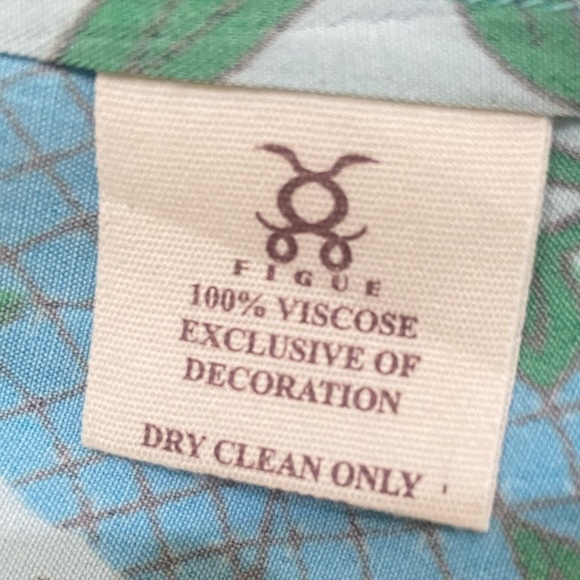 FIGUE
100% VISCOSE
EXCLUSIVE OF
DECORATION
DRY CLEAN ONLY